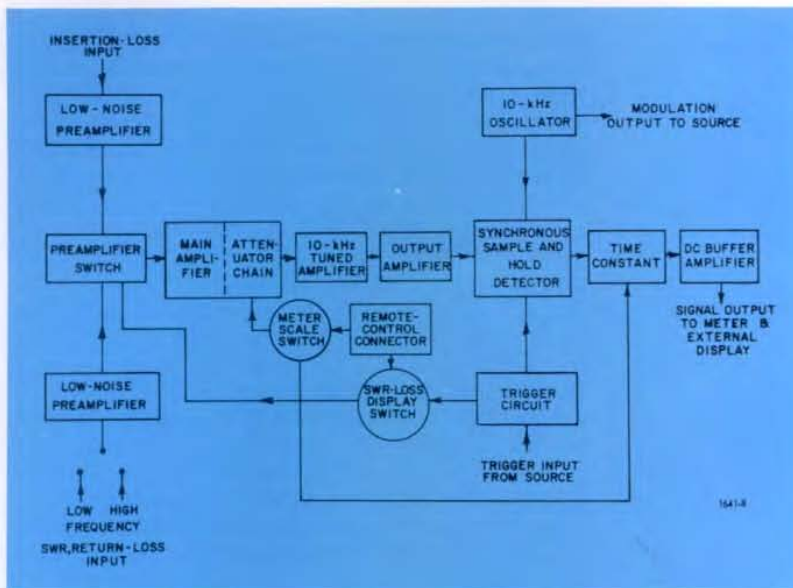 INSERTION-LOSS
INPUT
LOW-NOISE
PREAMPLIFIER
10-kHz
OSCILLATOR
MODULATION
OUTPUT TO SOURCE
PREAMPLIFIER
SWITCH
MAIN
AMPLI-
FIER
ATTEN-
UATOR
CHAIN
10-kHz
TUNED
AMPLIFIER
OUTPUT
AMPLIFIER
SYNCHRONOUS
SAMPLE AND
HOLD
DETECTOR
TIME
CONSTANT
DC BUFFER
AMPLIFIER
SIGNAL OUTPUT
TO METER &
EXTERNAL
DISPLAY
METER
SCALE
SWITCH
REMOTE-
CONTROL
CONNECTOR
LOW-NOISE
PREAMPLIFIER
SWR-LOSS
DISPLAY
SWITCH
TRIGGER
CIRCUIT
TRIGGER INPUT
FROM SOURCE
LOW HIGH
FREQUENCY
SWR, RETURN-LOSS
INPUT
1641-8